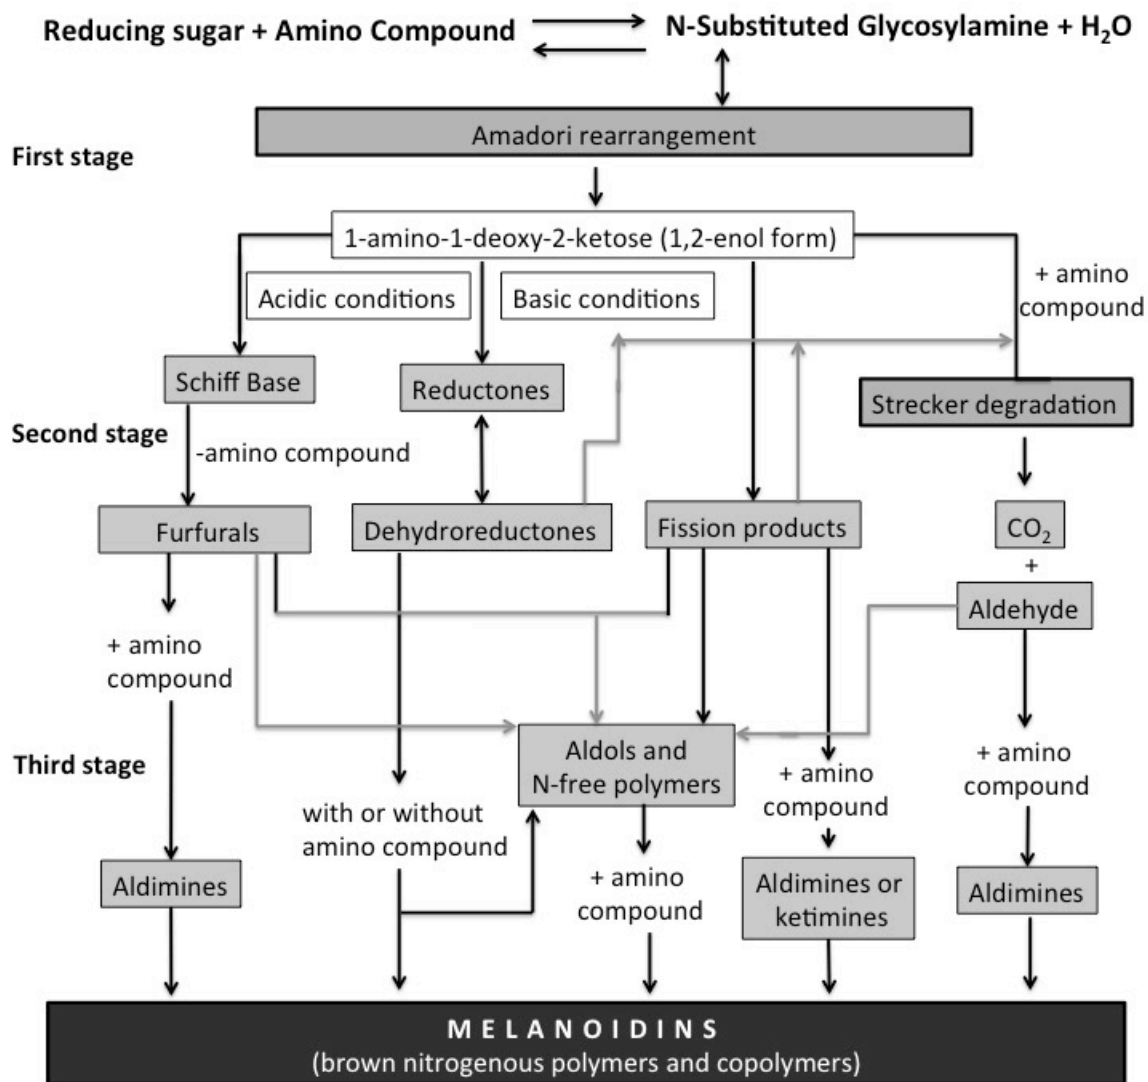 Reducing sugar + Amino Compound
N-Substituted Glycosylamine + H₂O
Amadori rearrangement
First stage
1-amino-1-deoxy-2-ketose (1,2-enol form)
Acidic conditions
Basic conditions
+ amino
compound
Schiff Base
Reductones
Strecker degradation
Second stage
-amino compound
Furfurals
Dehydroreductones
Fission products
CO₂
+
Aldehyde
+ amino
compound
Third stage
Aldols and
N-free polymers
+ amino
compound
+ amino
compound
with or without
amino compound
Aldimines
+ amino
compound
Aldimines or
ketimines
Aldimines
MELANOIDINS
(brown nitrogenous polymers and copolymers)